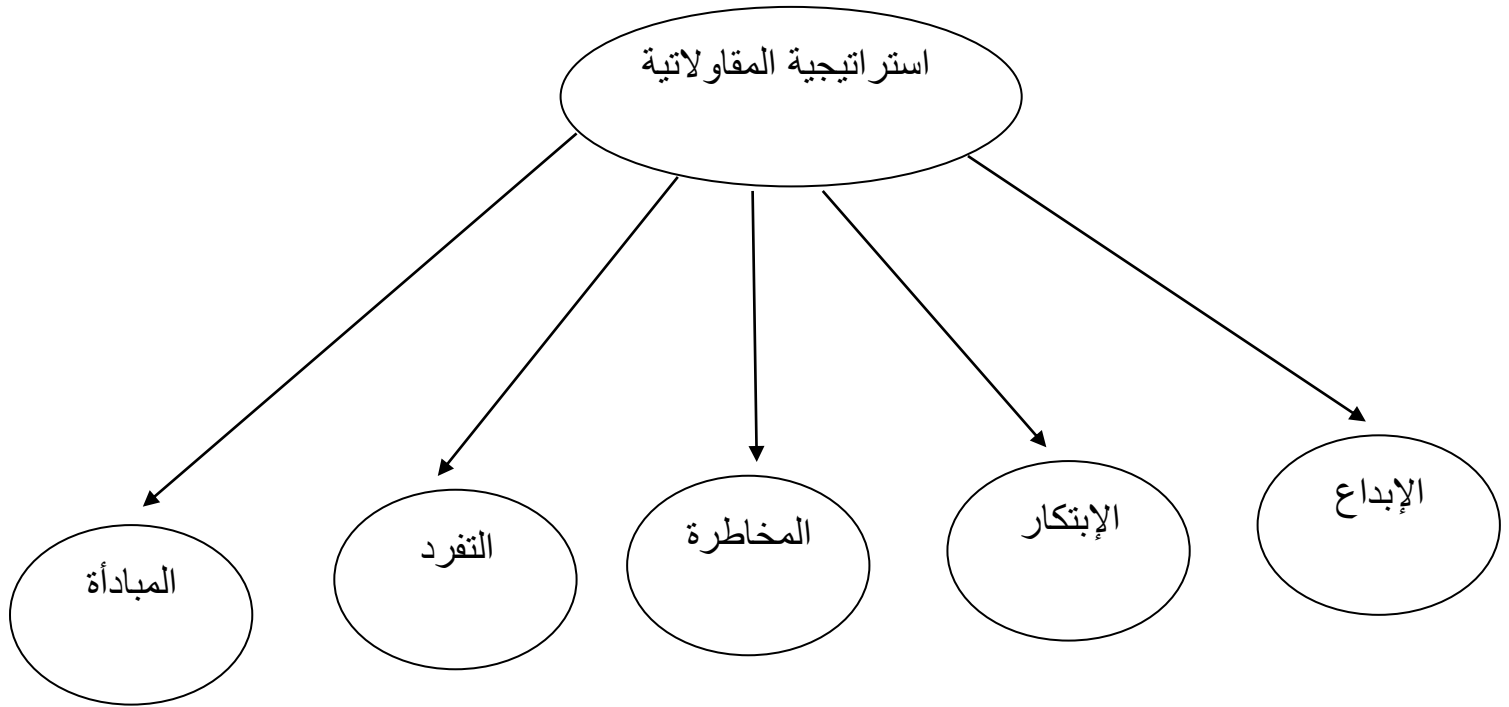 استراتيجية المقاولاتية
الإبداع
الإبتكار
المخاطرة
التفرد
المبادأة